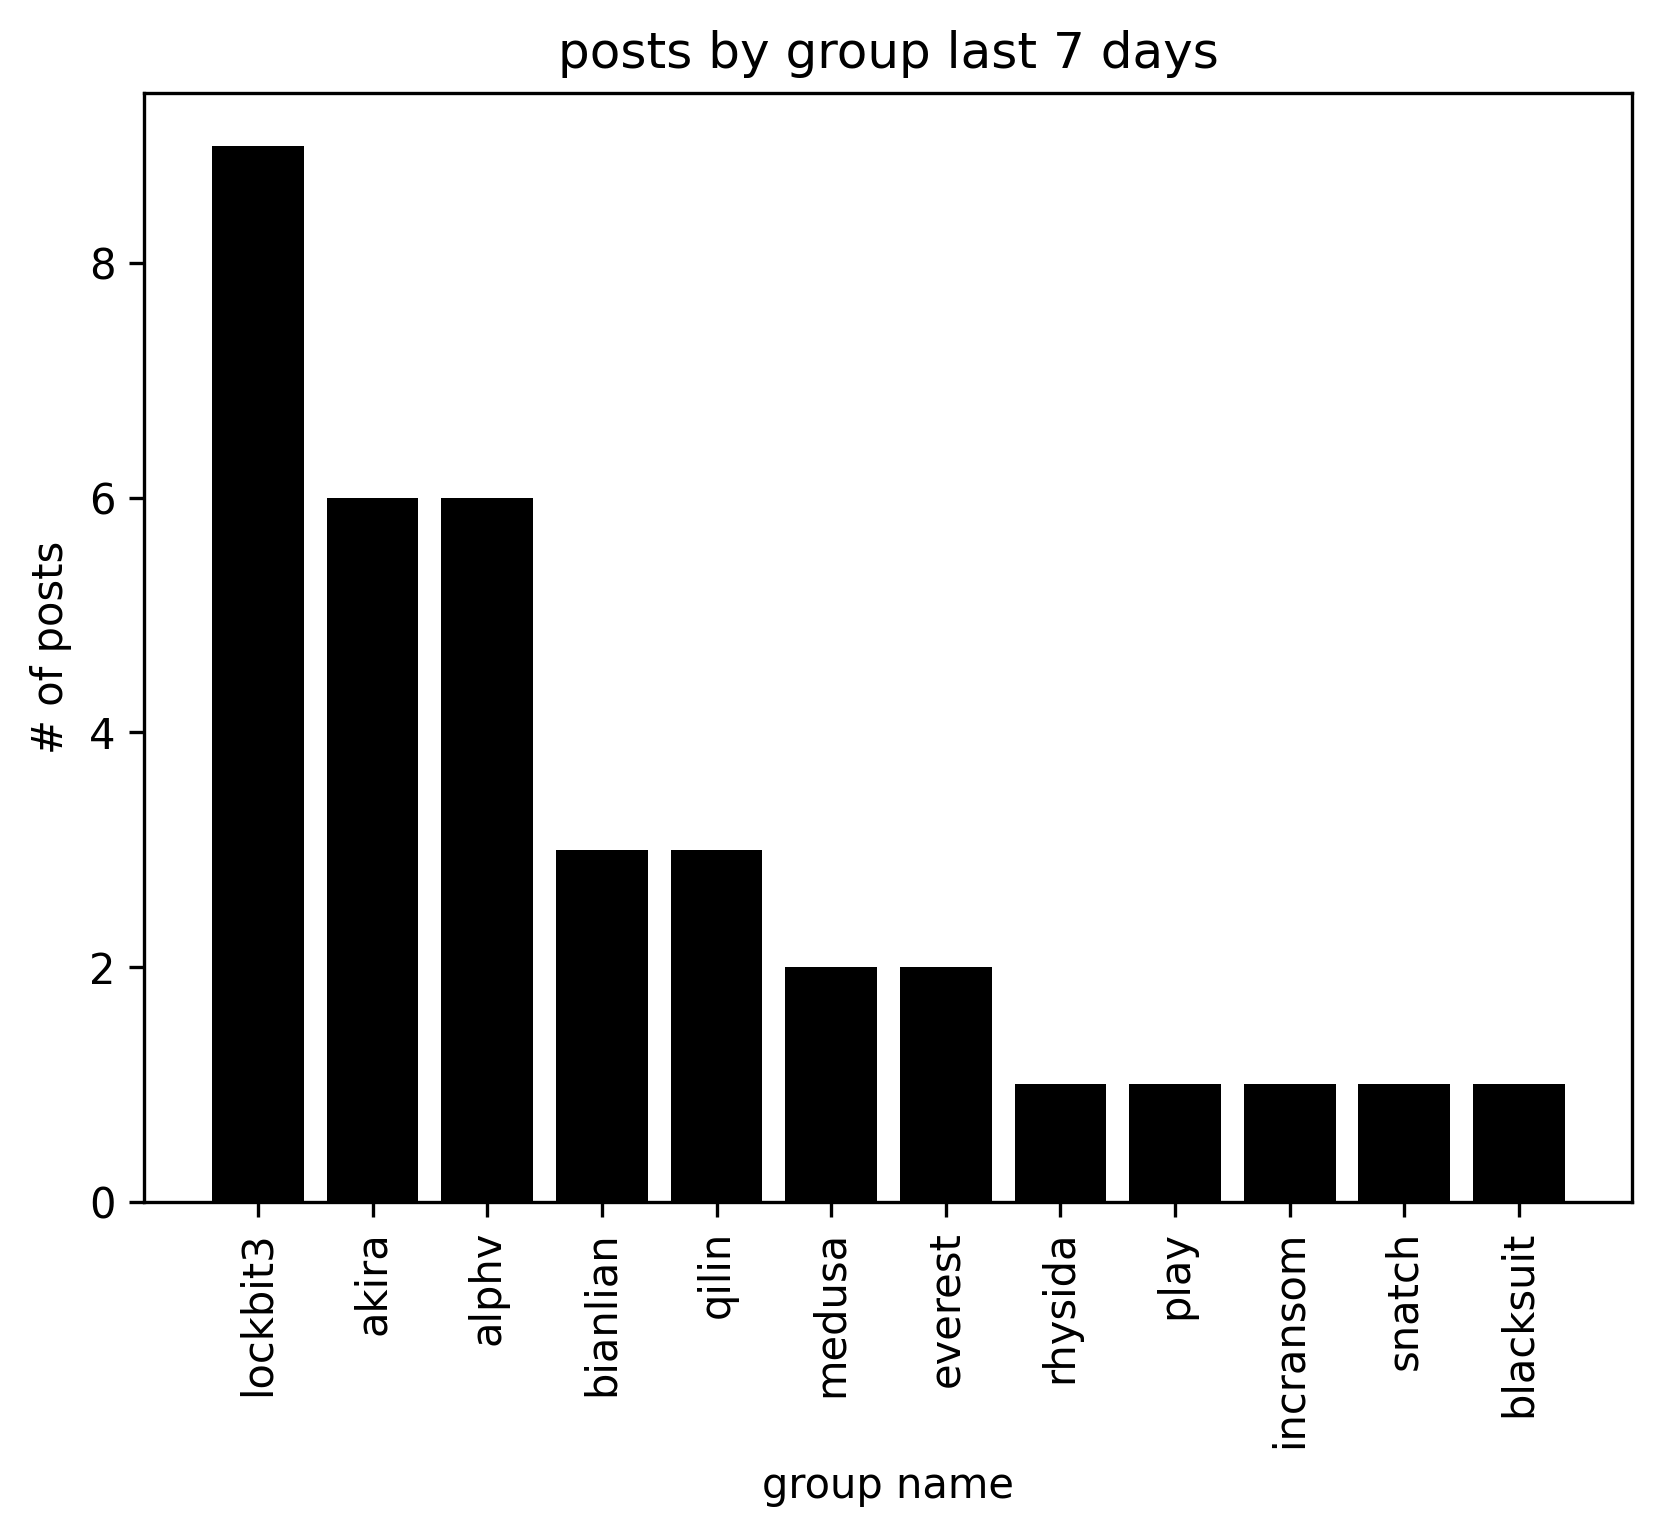 posts by group last 7 days
# of posts
8
6
4
2
0
lockbit3
akira
alphv
bianlian
qilin
medusa
everest
rhysida
play
incransom
snatch
blacksuit
group name